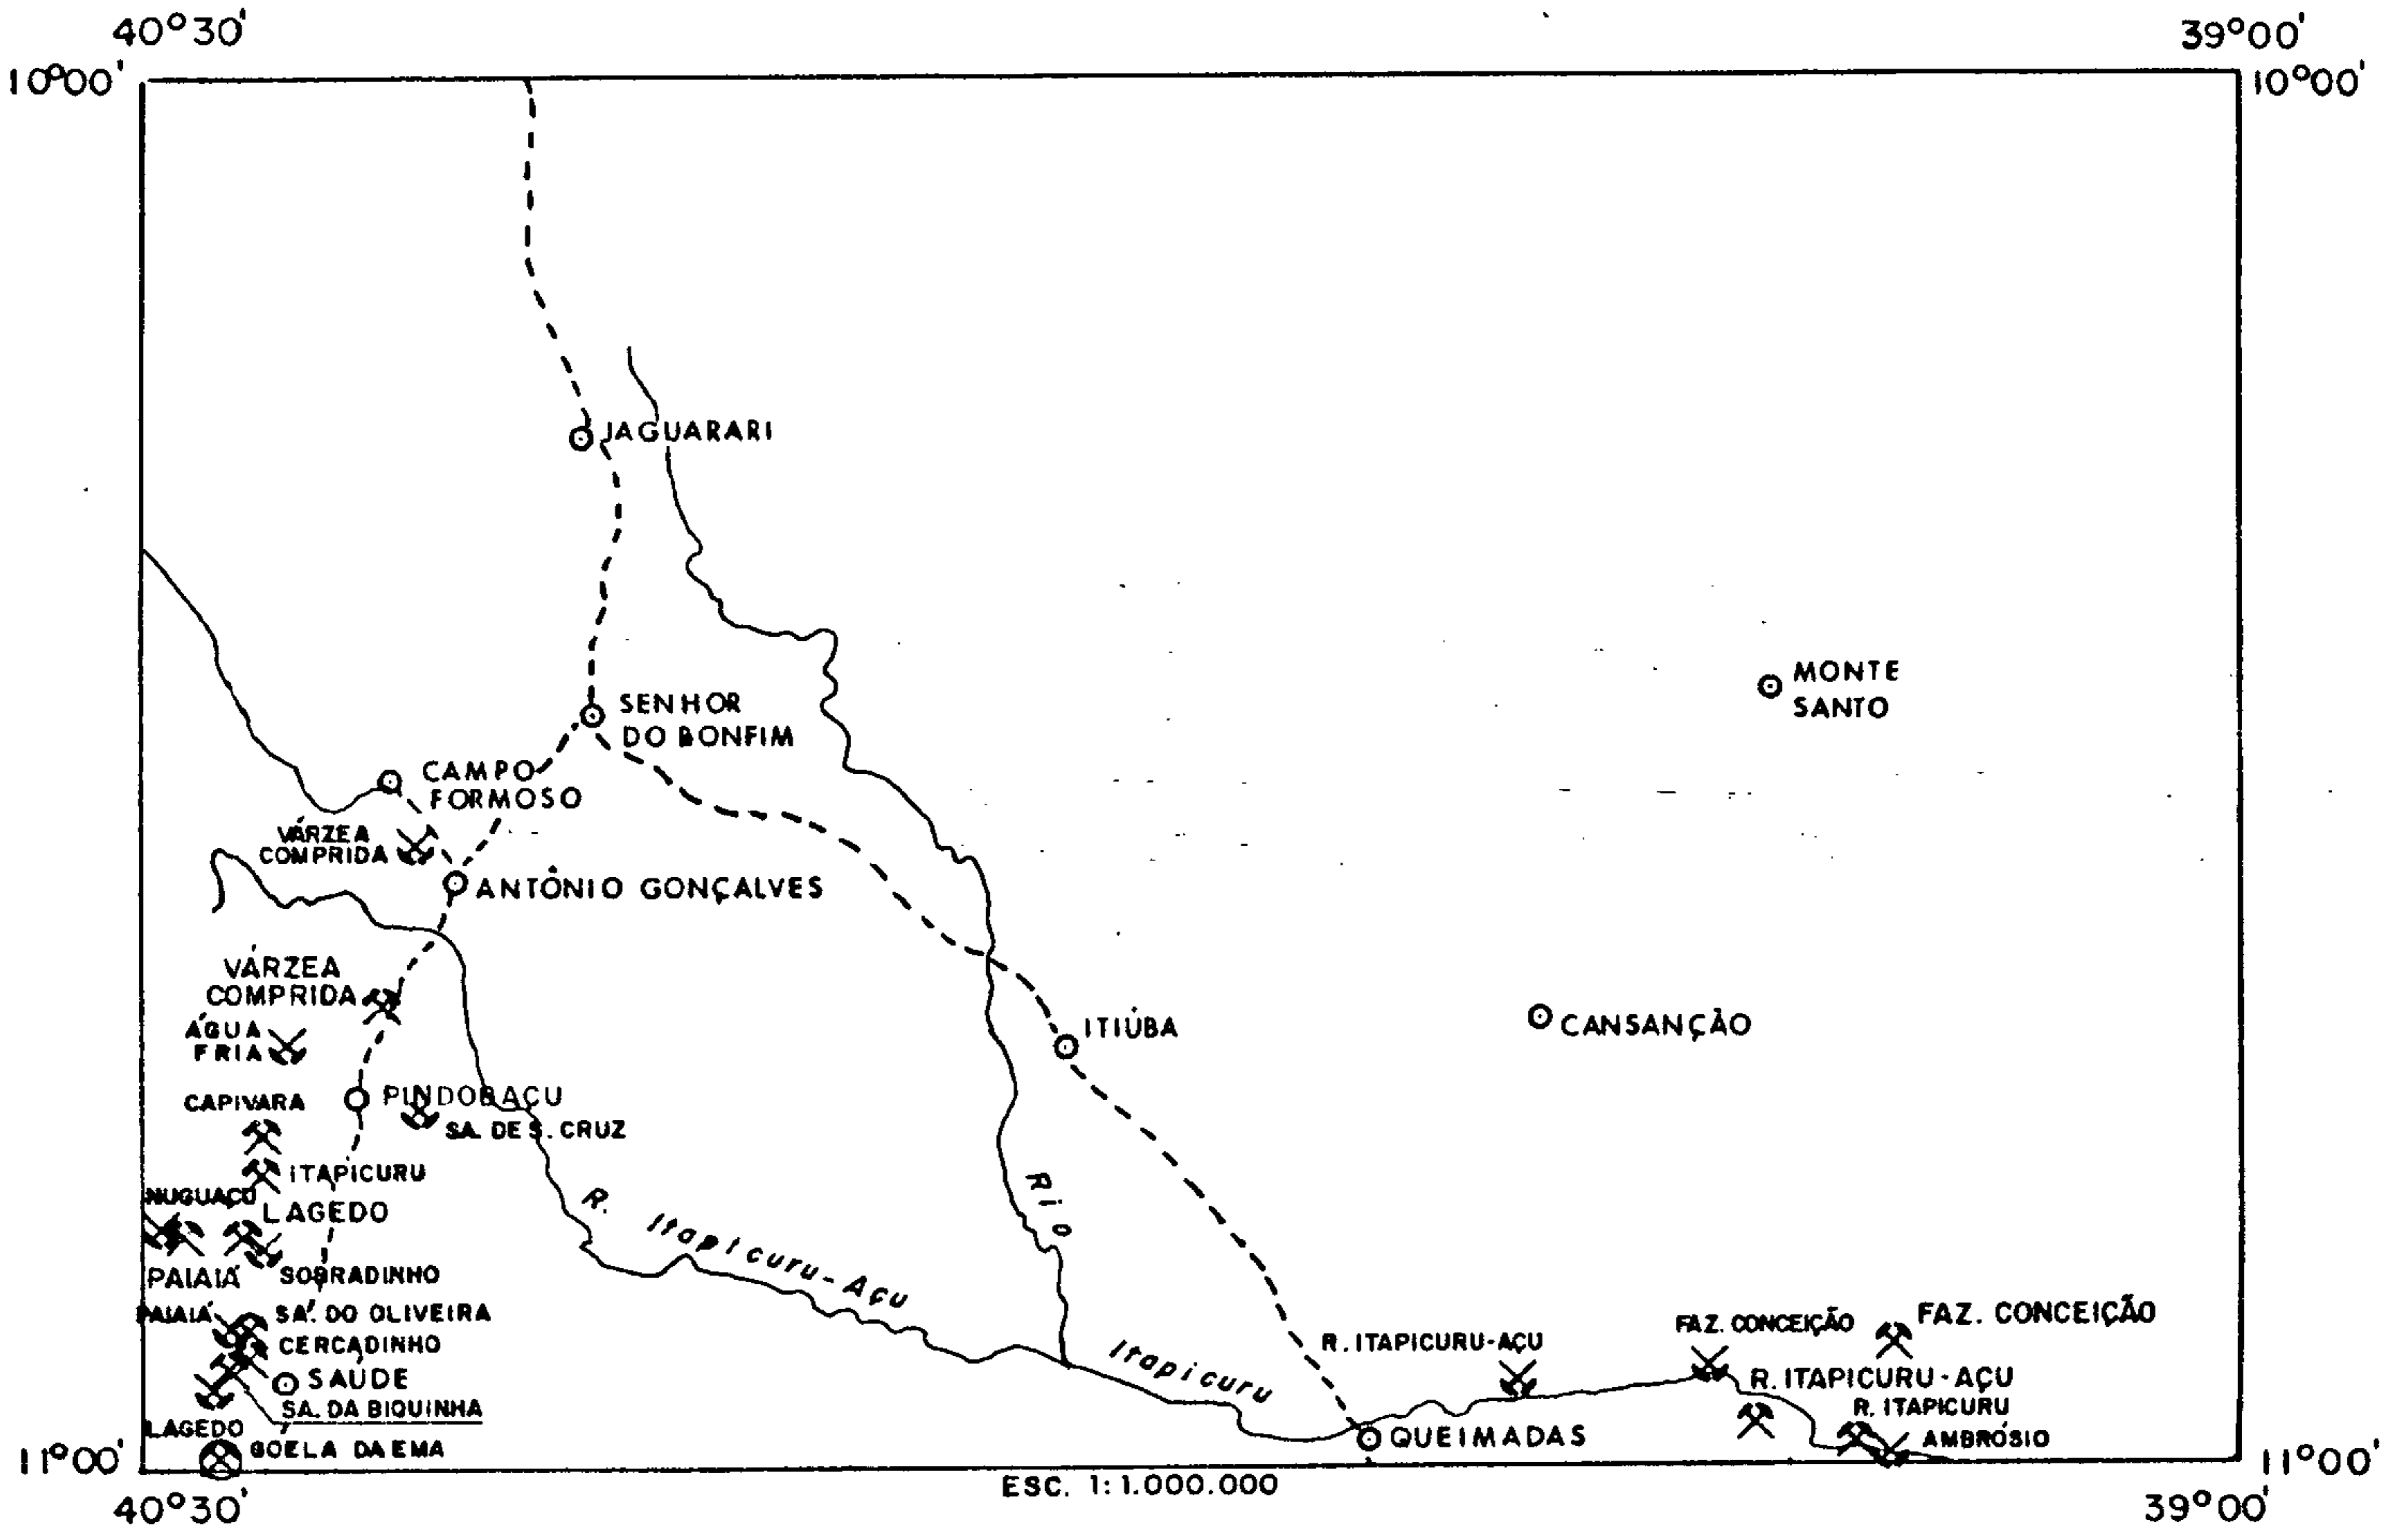 40°30'
39°00'
10°00'
10°00'
JAGUARARI
MONTE
SANTO
SENHOR
DO BONFIM
CAMPO
FORMOSO
VÁRZEA
COMPRIDA
ANTÔNIO GONÇALVES
VÁRZEA
COMPRIDA
ÁGUA
FRIA
ITIÚBA
CANSANÇÃO
PINDOBAÇU
CAPIVARA
SA. DE S. CRUZ
ITAPICURU
NUGUAÇU
LAGEDO
R. Itapicuru-Açu
Rio
Itapicuru
PAIAIÁ
SOBRADINHO
PAIAIÁ
SA. DO OLIVEIRA
CERCADINHO
SAÚDE
SA. DA BIQUINHA
LAGEDO
GOELA DA EMA
R. ITAPICURU-AÇU
FAZ. CONCEIÇÃO
FAZ. CONCEIÇÃO
R. ITAPICURU-AÇU
R. ITAPICURU
AMBRÓSIO
QUEIMADAS
11°00'
11°00'
ESC. 1:1.000.000
40°30'
39°00'